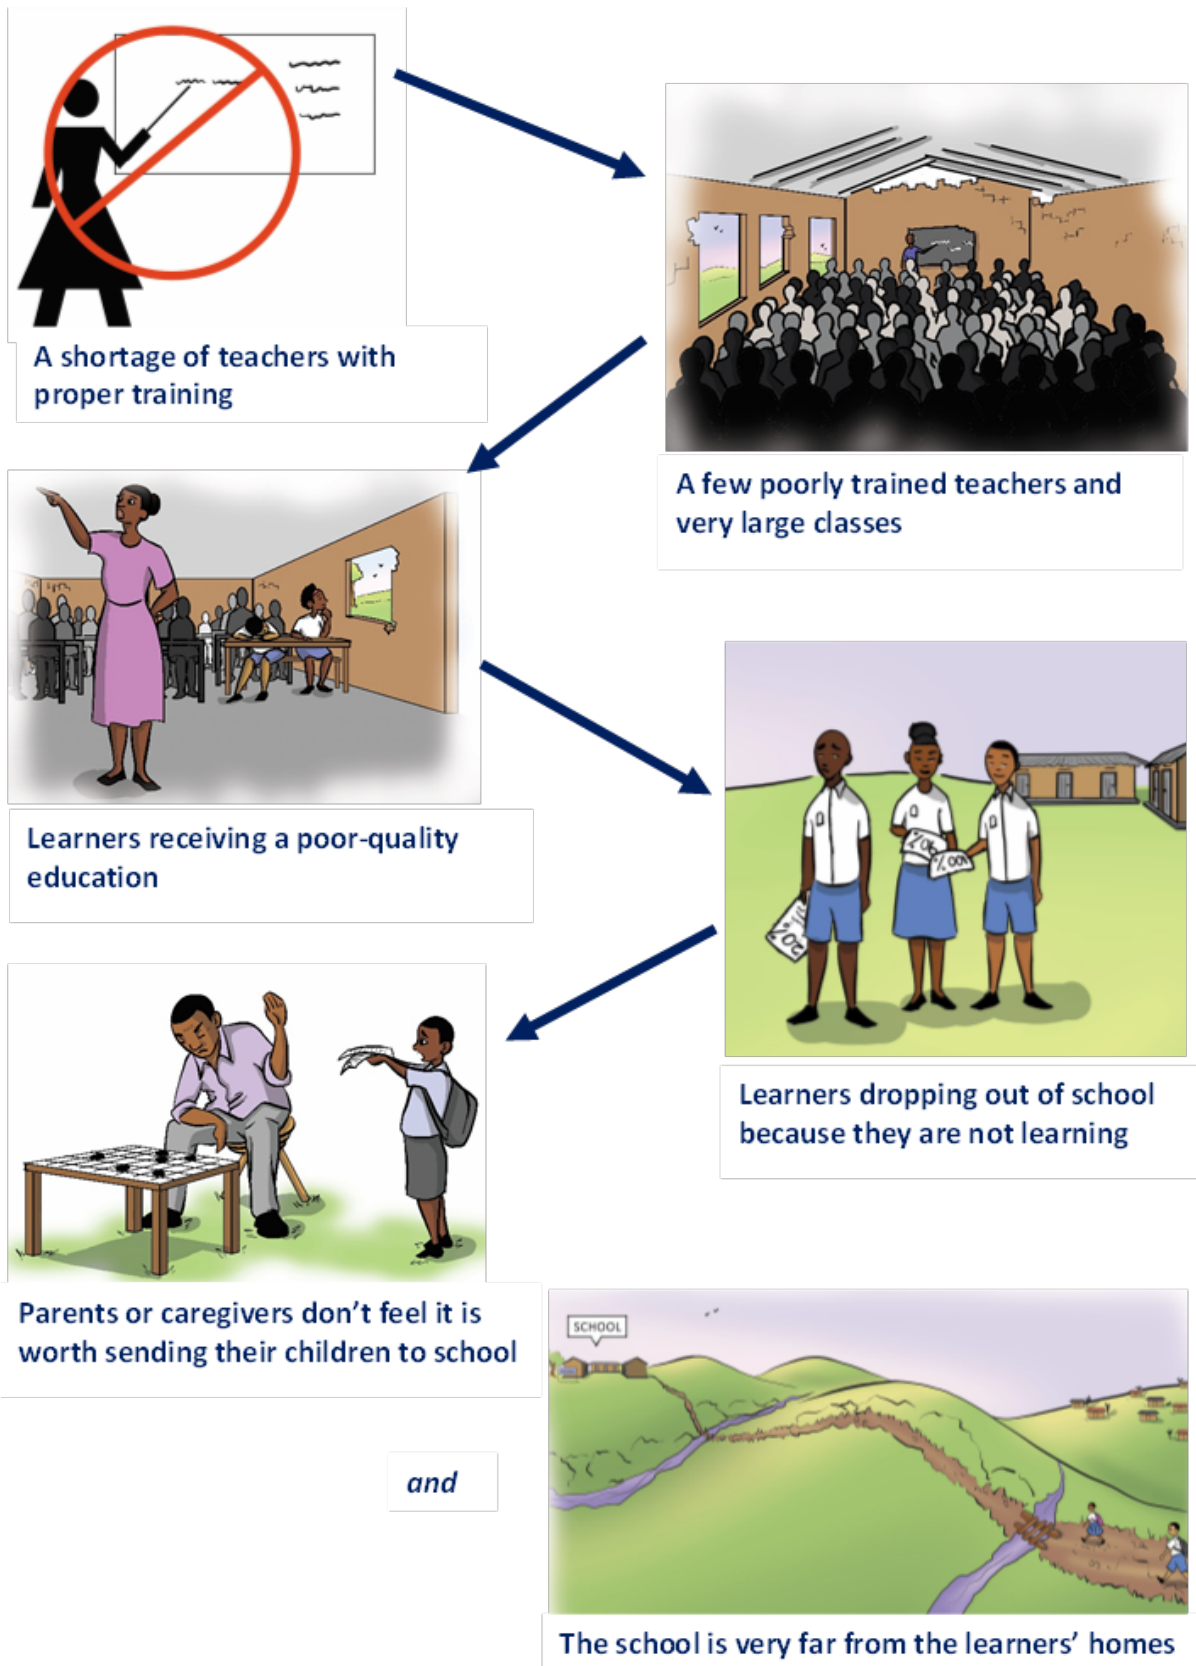 A shortage of teachers with
proper training
A few poorly trained teachers and
very large classes
Learners receiving a poor-quality
education
20%
100%
Learners dropping out of school
because they are not learning
Parents or caregivers don't feel it is
worth sending their children to school
SCHOOL
and
The school is very far from the learners' homes